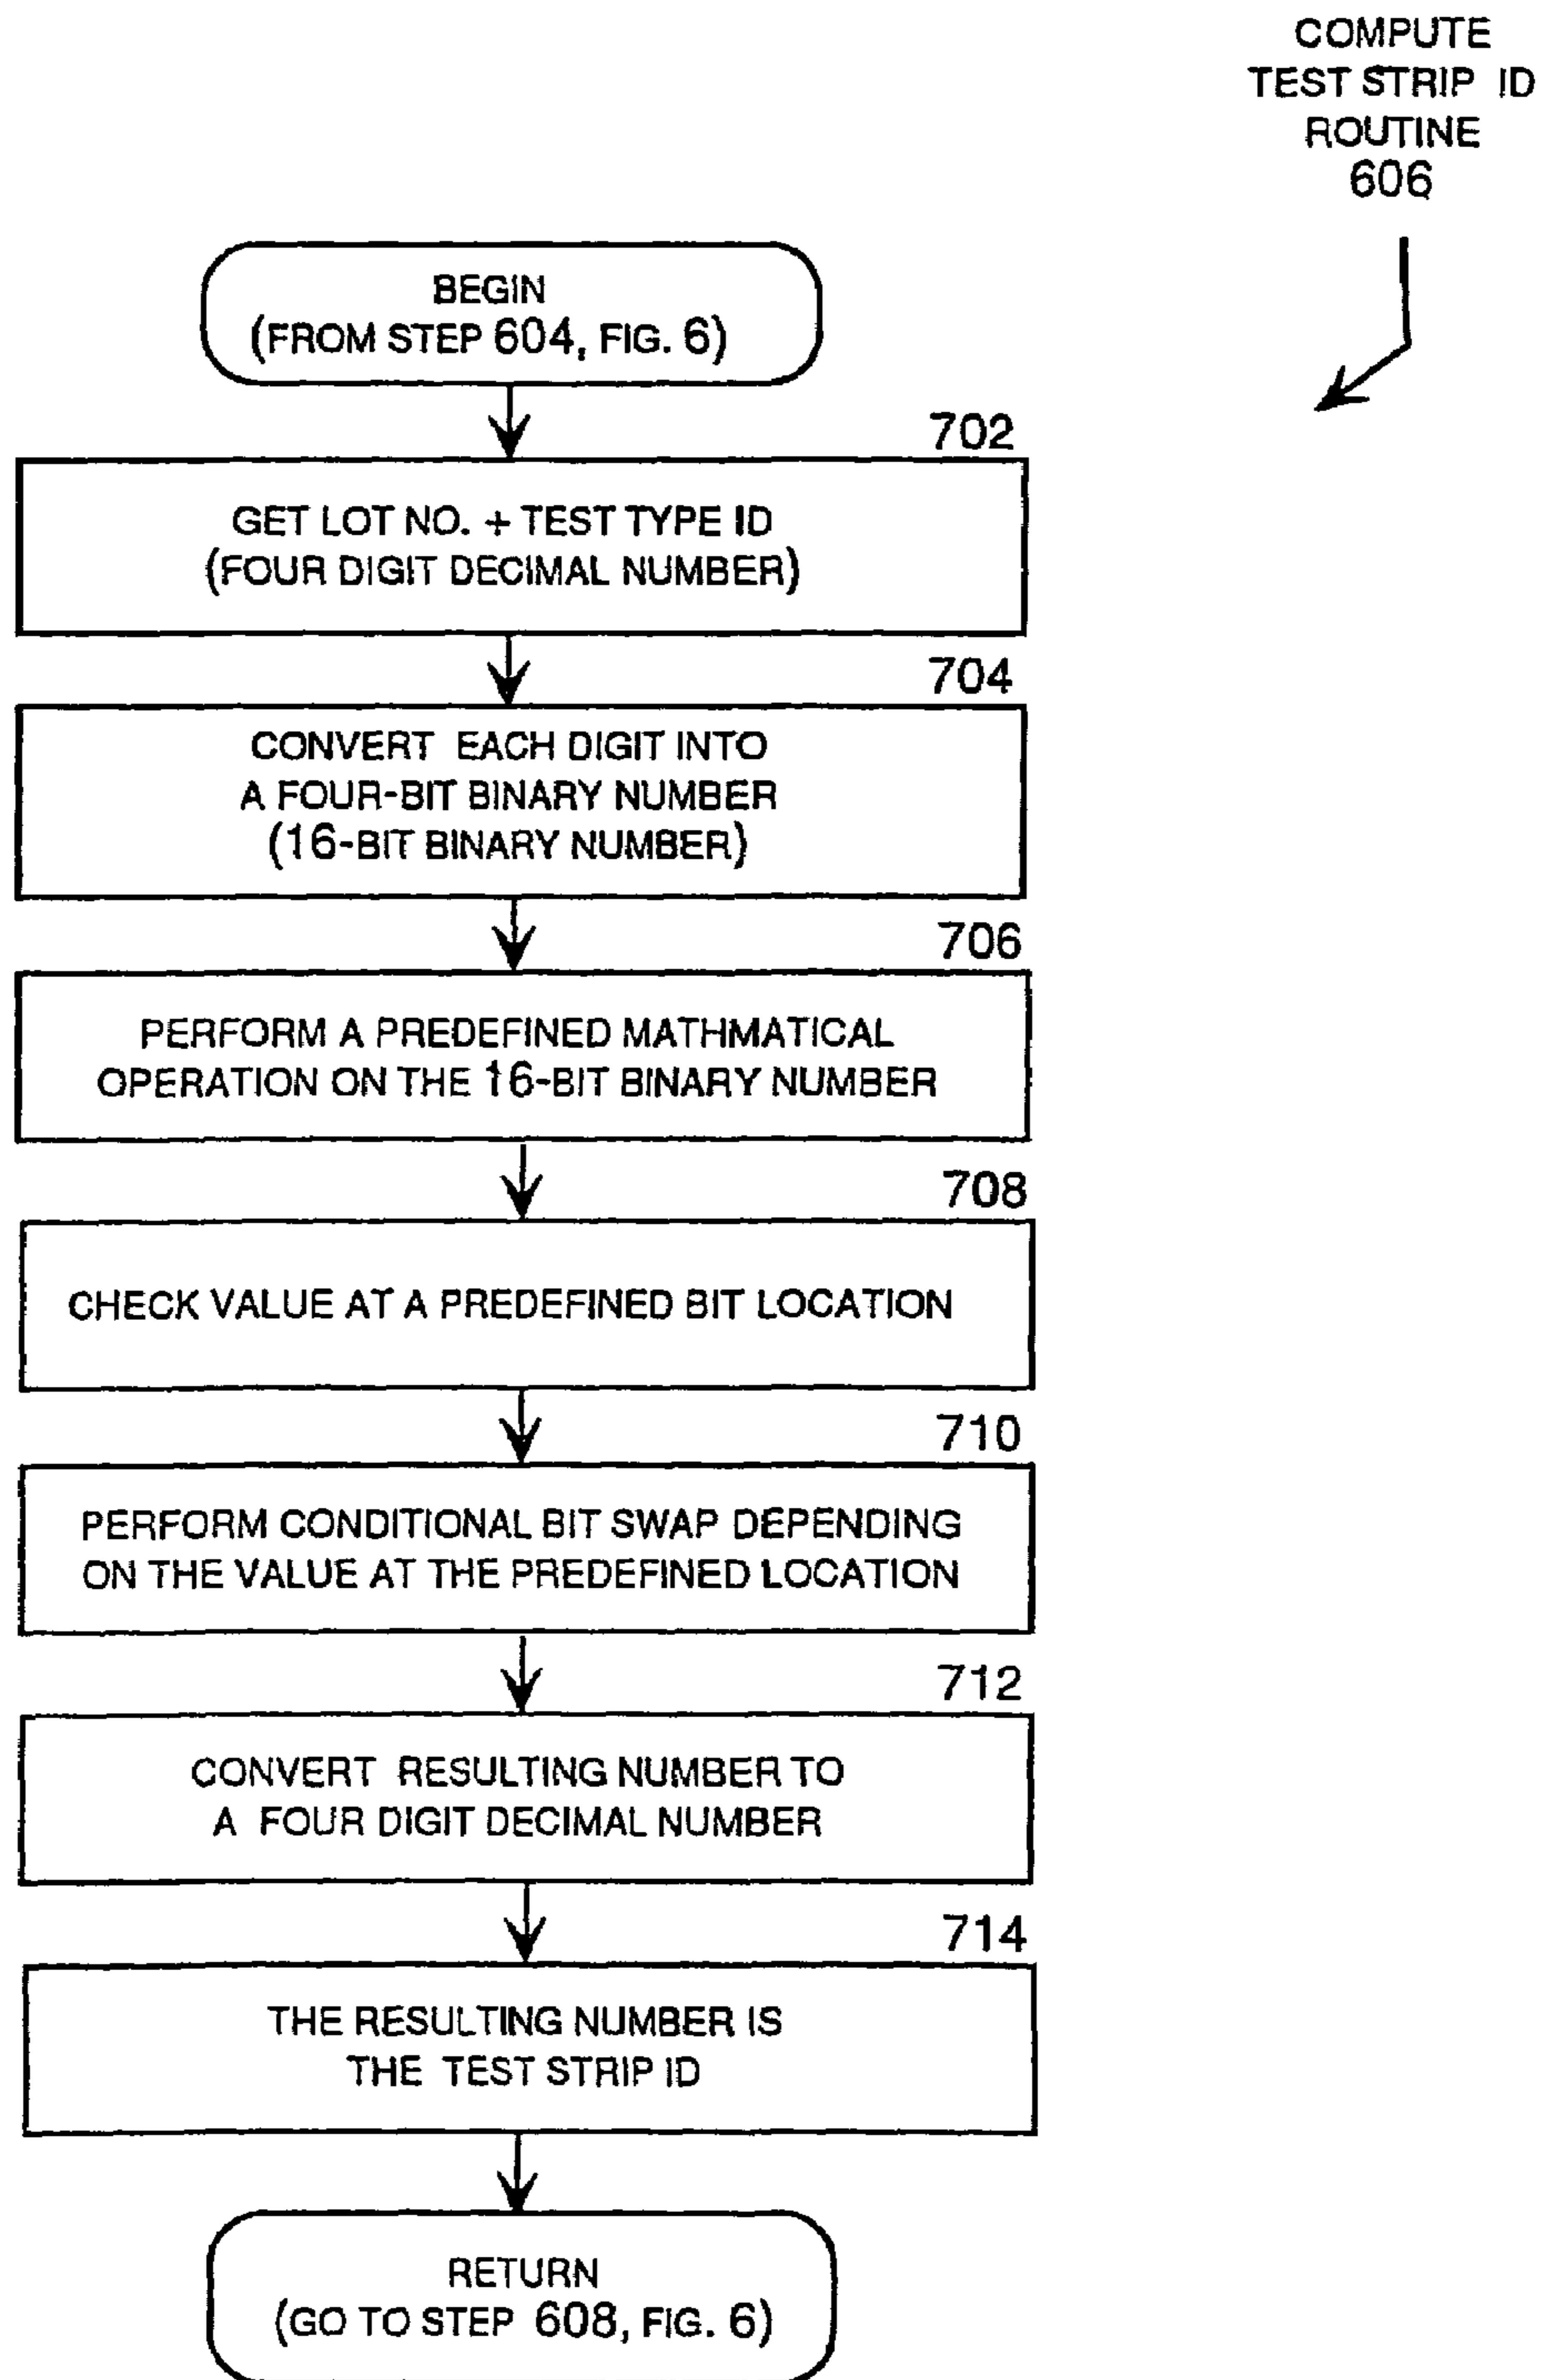 COMPUTE
TEST STRIP ID
ROUTINE
606
BEGIN
(FROM STEP 604, FIG. 6)
702
GET LOT NO. + TEST TYPE ID
(FOUR DIGIT DECIMAL NUMBER)
704
CONVERT EACH DIGIT INTO
A FOUR-BIT BINARY NUMBER
(16-BIT BINARY NUMBER)
706
PERFORM A PREDEFINED MATHMATICAL
OPERATION ON THE 16-BIT BINARY NUMBER
708
CHECK VALUE AT A PREDEFINED BIT LOCATION
710
PERFORM CONDITIONAL BIT SWAP DEPENDING
ON THE VALUE AT THE PREDEFINED LOCATION
712
CONVERT RESULTING NUMBER TO
A FOUR DIGIT DECIMAL NUMBER
714
THE RESULTING NUMBER IS
THE TEST STRIP ID
RETURN
(GO TO STEP 608, FIG. 6)